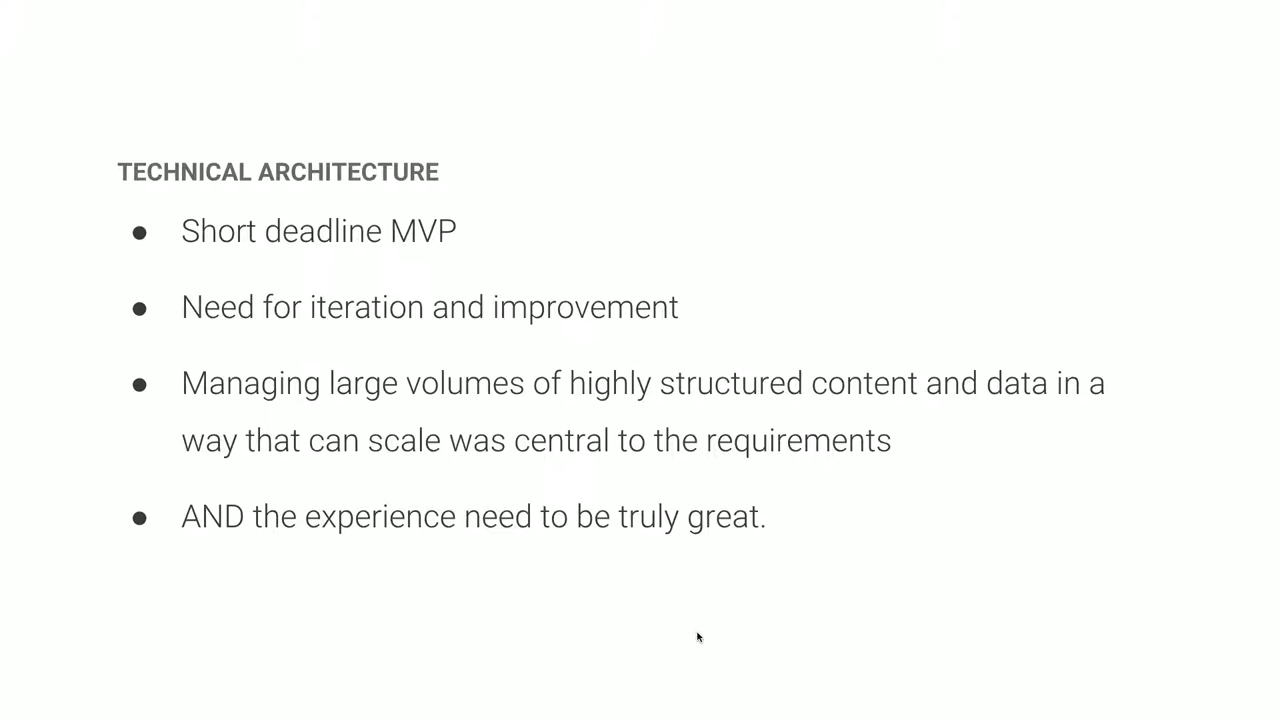 TECHNICAL ARCHITECTURE
● Short deadline MVP
● Need for iteration and improvement
● Managing large volumes of highly structured content and data in a
way that can scale was central to the requirements
● AND the experience need to be truly great.